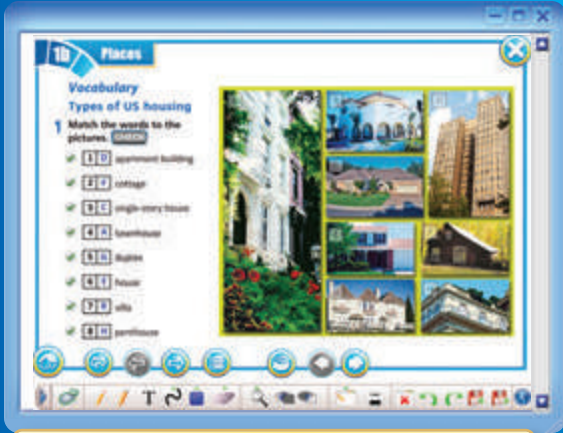 1b Places
Vocabulary
Types of US housing
1 Match the words to the
pictures.
1 D apartment building
2 F cottage
3 C single-story house
4 A townhouse
5 G duplex
6 E house
7 B villa
8 H penthouse
T